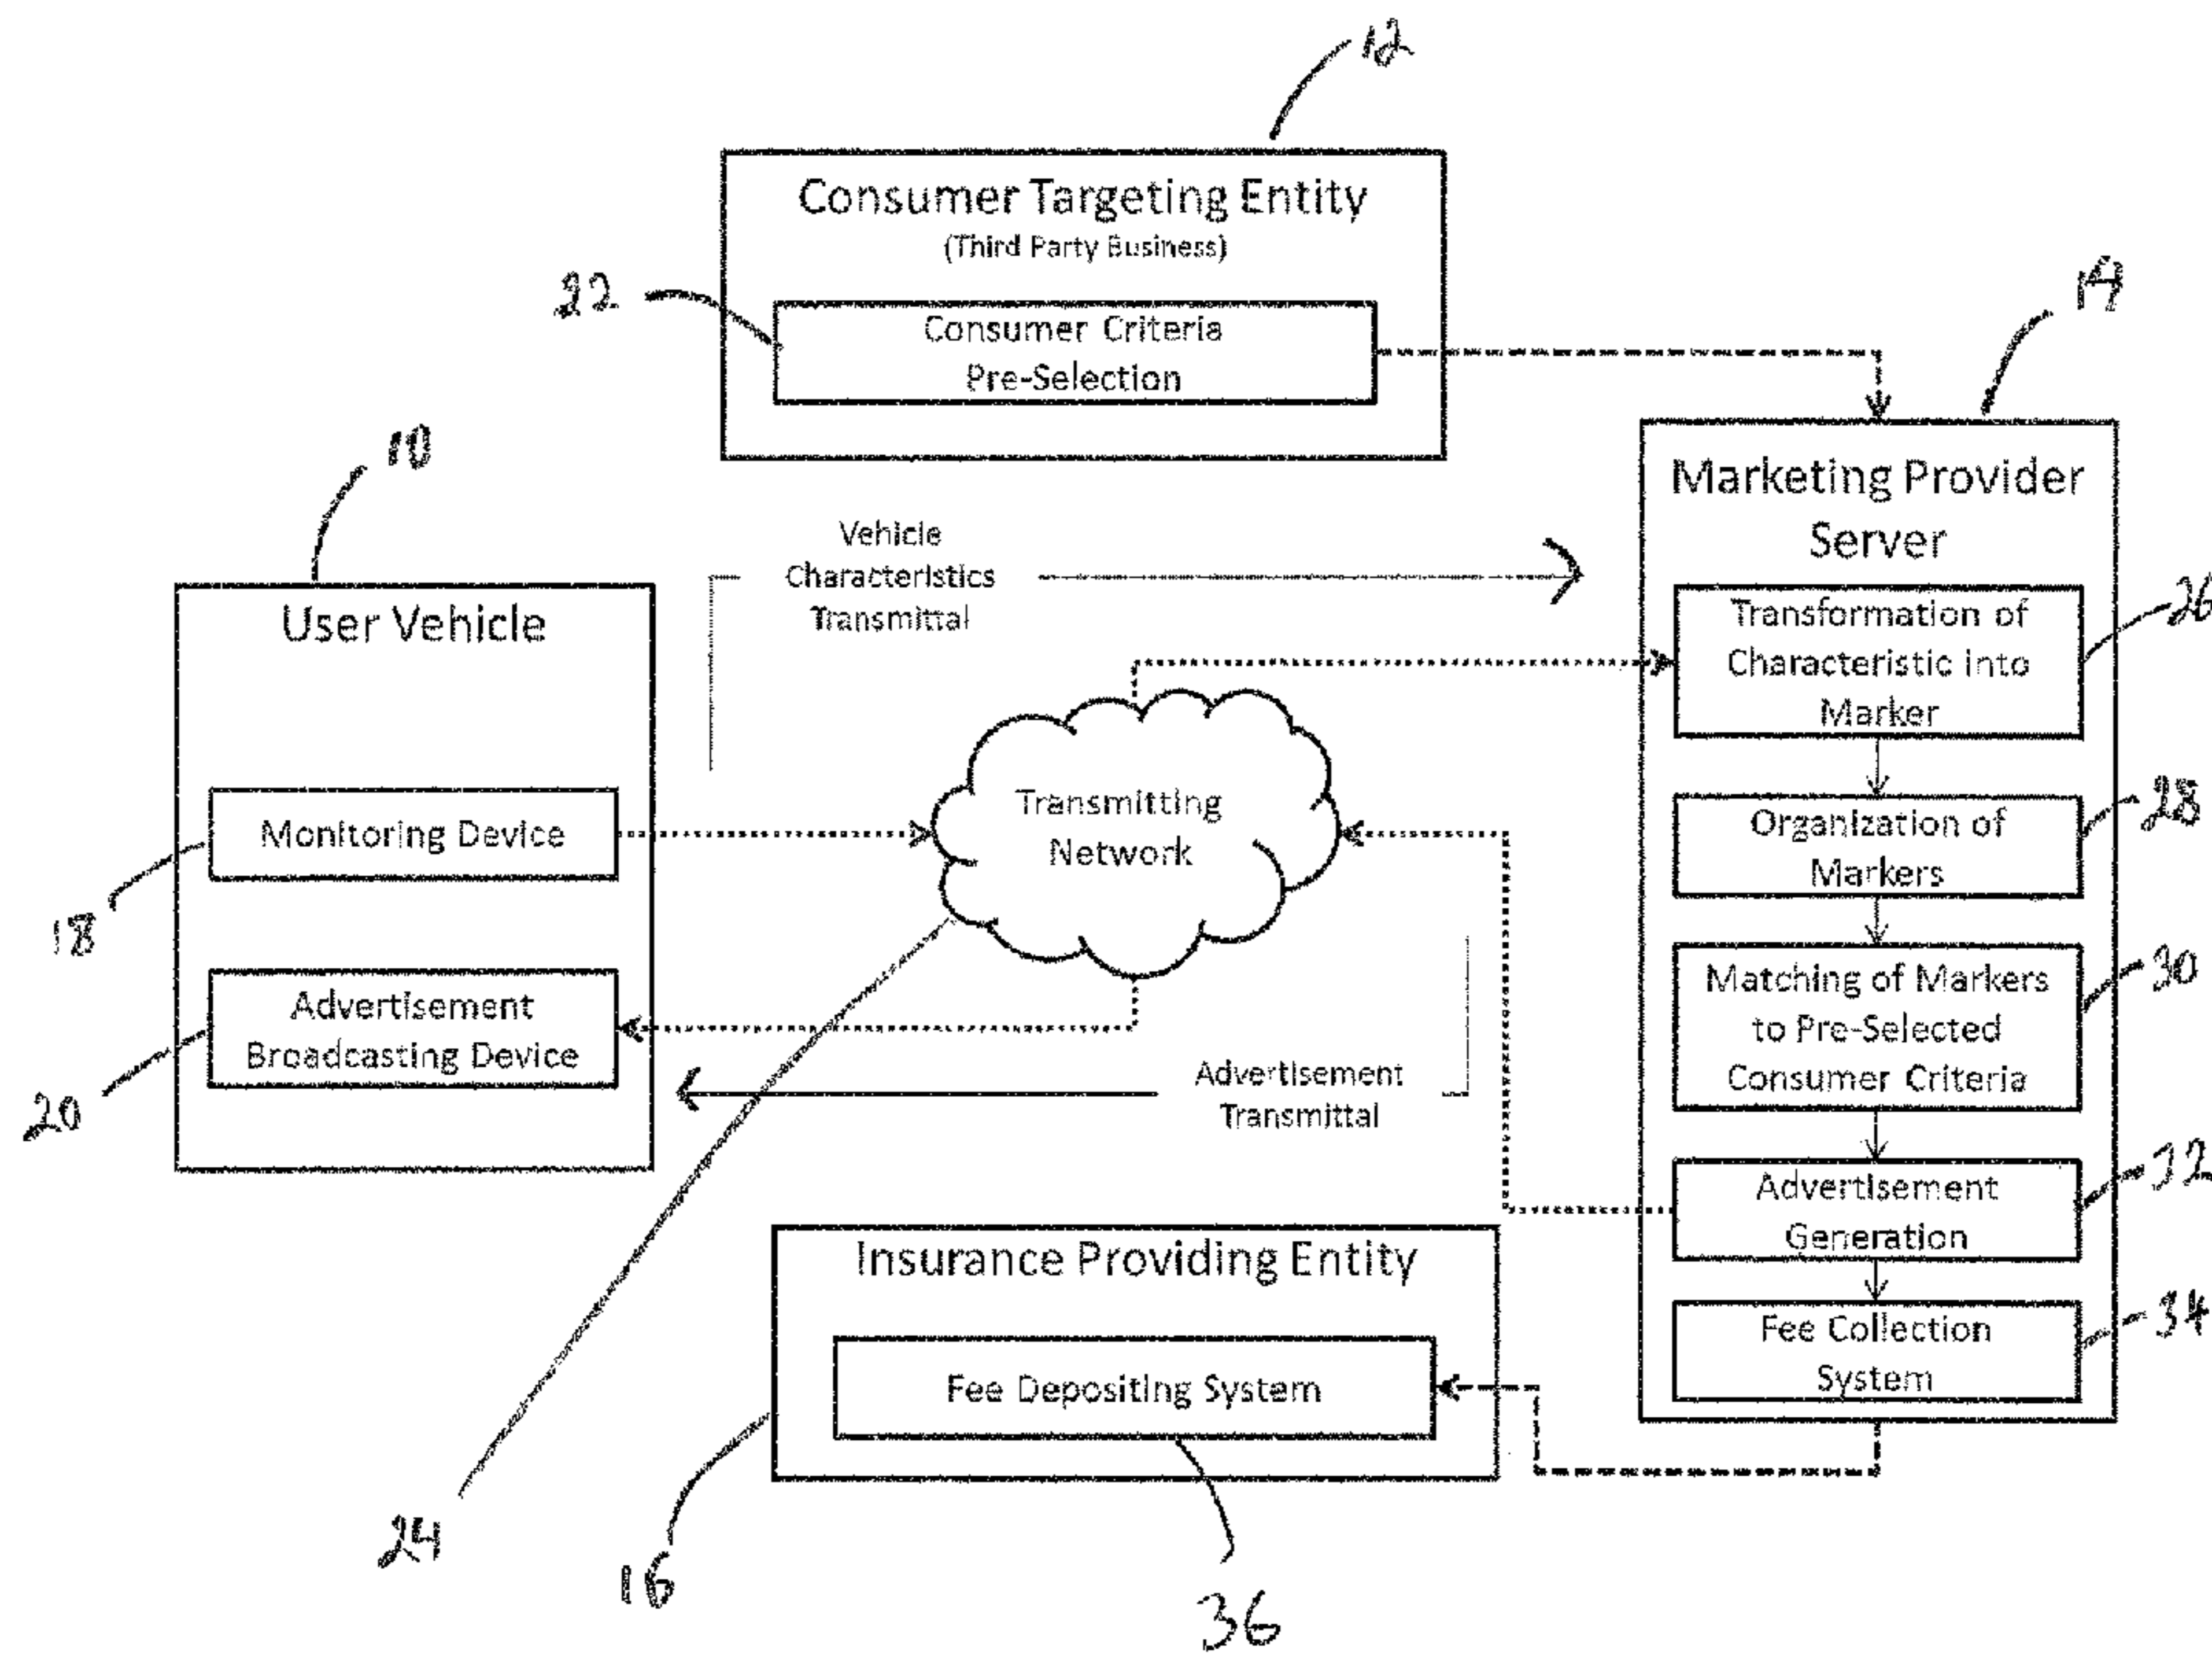 12
Consumer Targeting Entity
(Third Party Business)
22
Consumer Criteria
Pre-Selection
14
Marketing Provider
Server
10
User Vehicle
Vehicle
Characteristics
Transmittal
Transformation of
Characteristic into
Marker
26
Monitoring Device
18
Transmitting
Network
Organization of
Markers
28
Advertisement
Broadcasting Device
20
Matching of Markers
to Pre-Selected
Consumer Criteria
30
Advertisement
Transmittal
Advertisement
Generation
32
Insurance Providing Entity
Fee Depositing System
Fee Collection
System
34
24
16
36